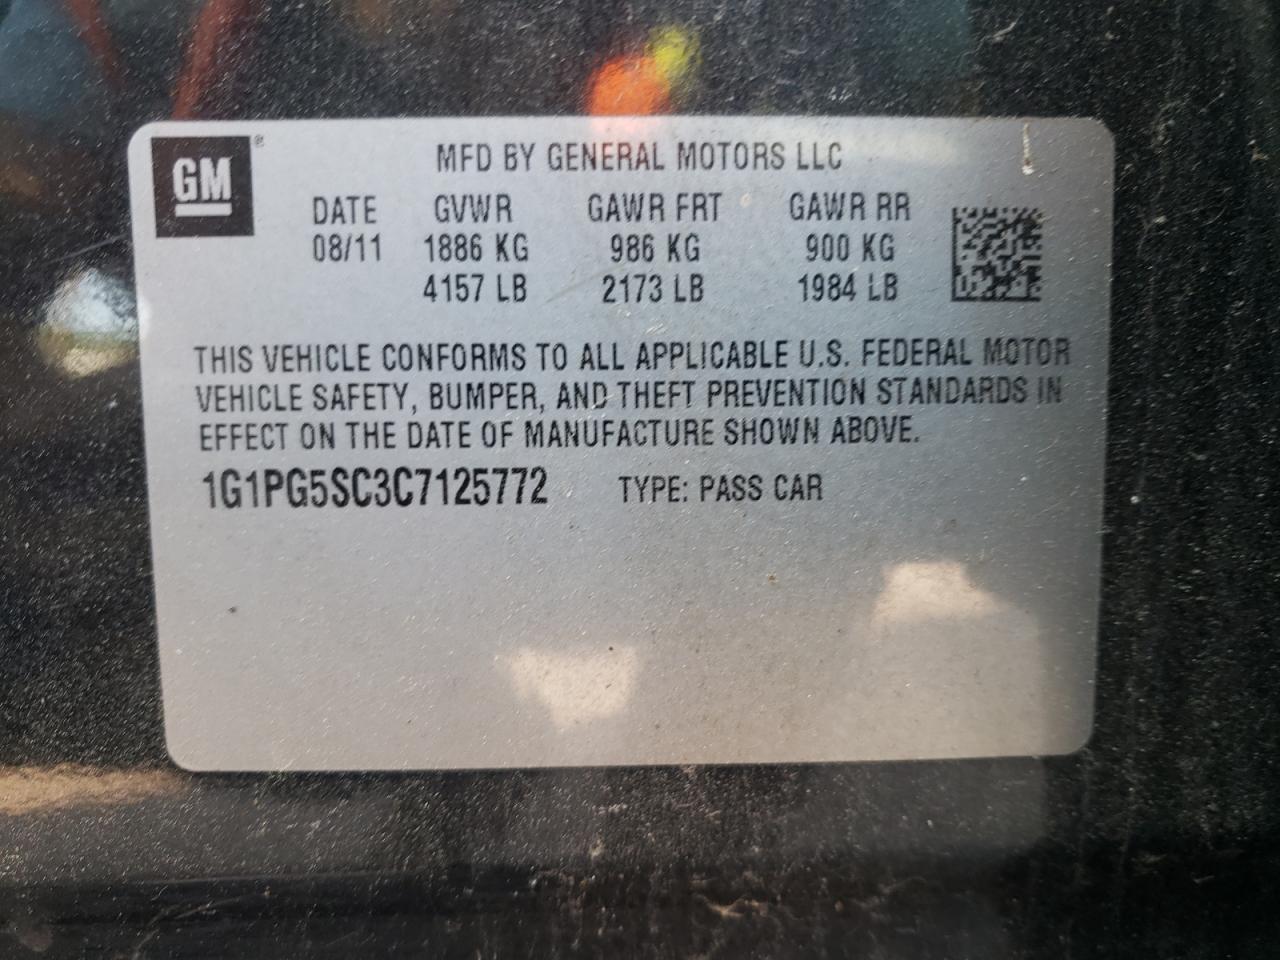 GM®
MFD BY GENERAL MOTORS LLC
DATE GVWR GAWR FRT GAWR RR
08/11 1886 KG 986 KG 900 KG
4157 LB 2173 LB 1984 LB
THIS VEHICLE CONFORMS TO ALL APPLICABLE U.S. FEDERAL MOTOR
VEHICLE SAFETY, BUMPER, AND THEFT PREVENTION STANDARDS IN
EFFECT ON THE DATE OF MANUFACTURE SHOWN ABOVE.
1G1PG5SC3C7125772 TYPE: PASS CAR